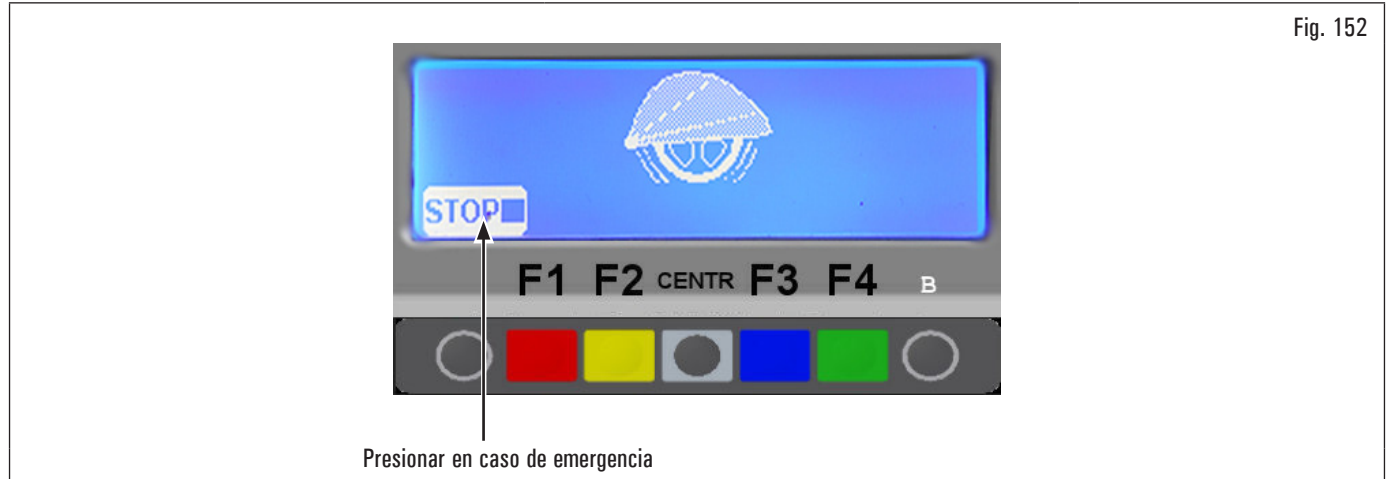 Fig. 152
STOP
F1 F2 CENTR F3 F4 B
Presionar en caso de emergencia